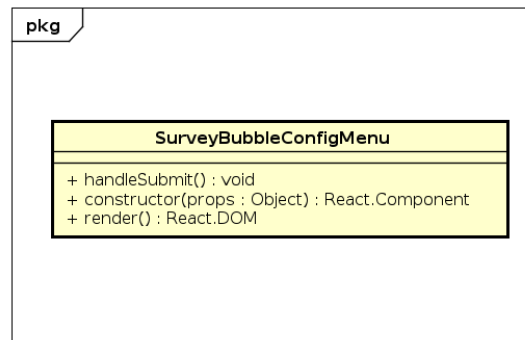 pkg
SurveyBubbleConfigMenu
+ handleSubmit() : void
+ constructor(props : Object) : React.Component
+ render() : React.DOM